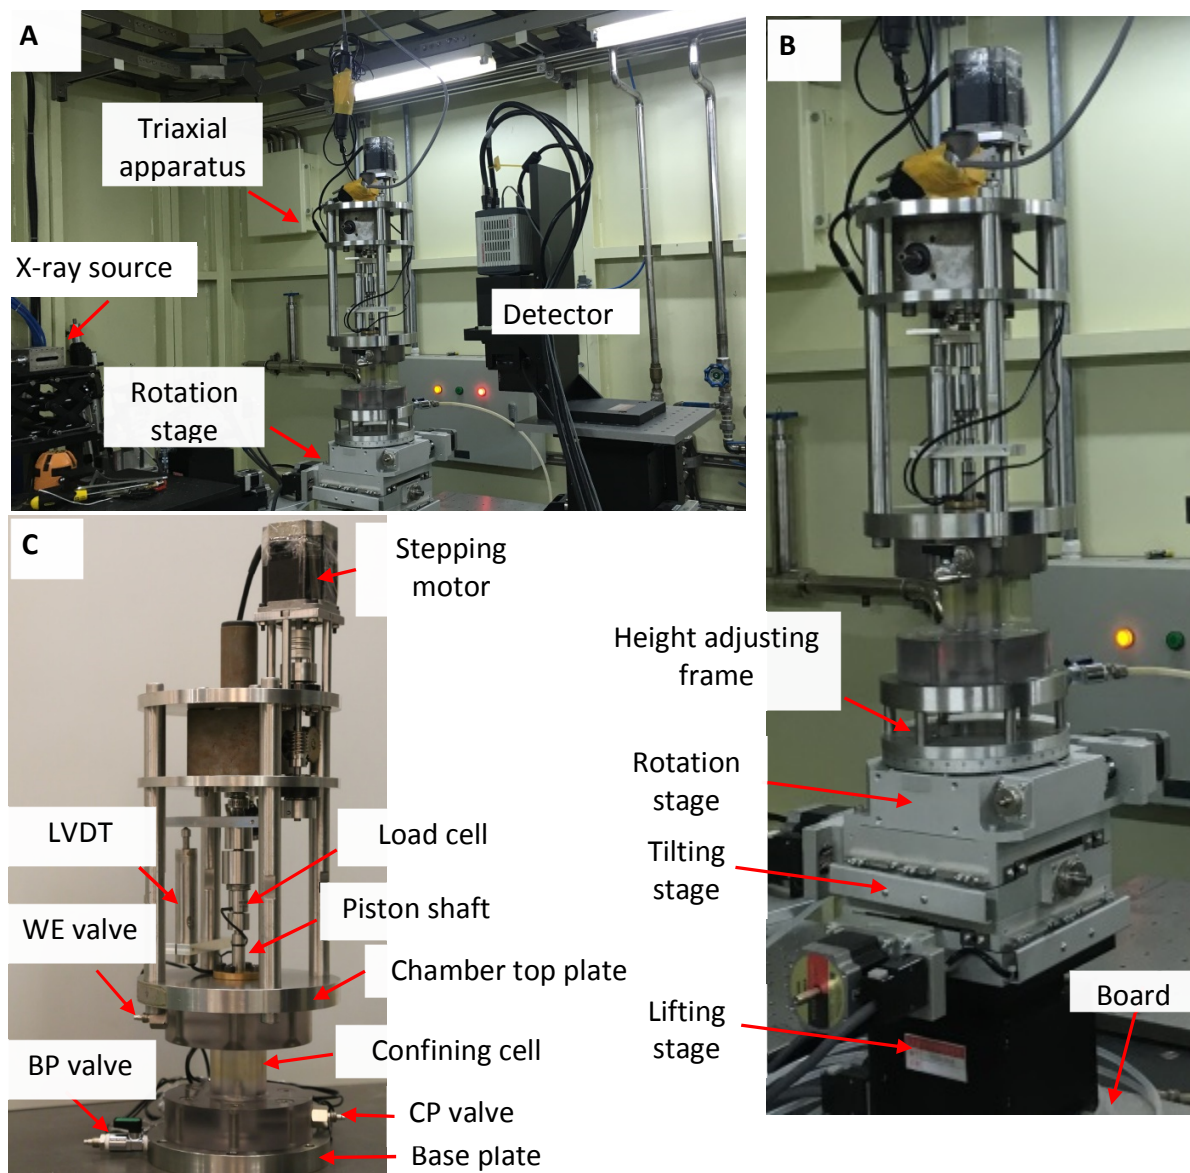 A
Triaxial
apparatus
X-ray source
Detector
Rotation
stage
B
Height adjusting
frame
Rotation
stage
Tilting
stage
Lifting
stage
Board
C
Stepping
motor
LVDT
Load cell
WE valve
Piston shaft
Chamber top plate
Confining cell
BP valve
CP valve
Base plate